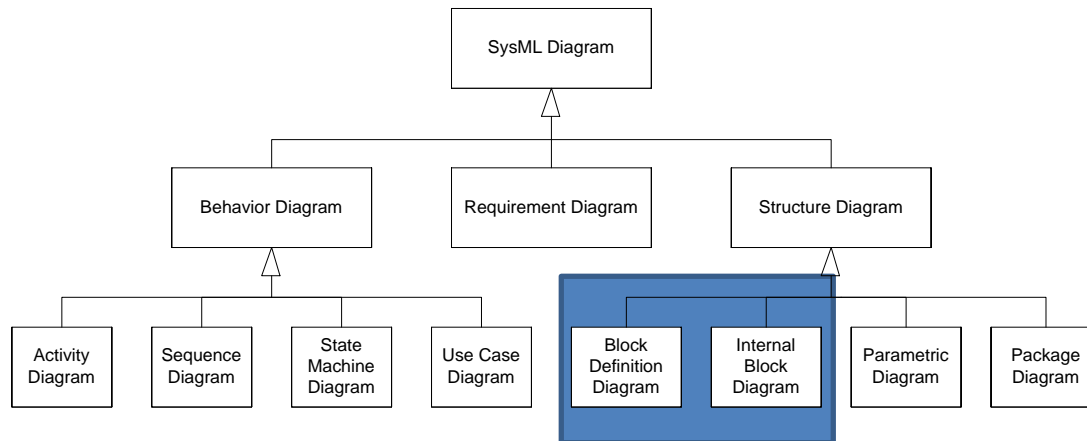 SysML Diagram
Behavior Diagram
Requirement Diagram
Structure Diagram
Activity
Diagram
Sequence
Diagram
State
Machine
Diagram
Use Case
Diagram
Block
Definition
Diagram
Internal
Block
Diagram
Parametric
Diagram
Package
Diagram